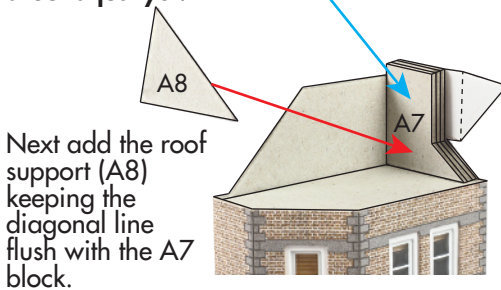 A8
A7
Next add the roof
support (A8)
keeping the
diagonal line
flush with the A7
block.